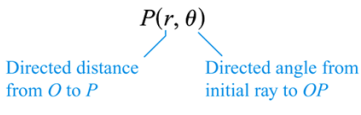 P(r, θ)
Directed distance
from O to P
Directed angle from
initial ray to OP